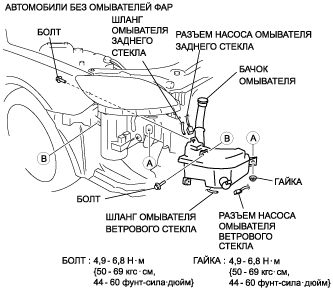 АВТОМОБИЛИ БЕЗ ОМЫВАТЕЛЕЙ ФАР
ШЛАНГ
ОМЫВАТЕЛЯ
ЗАДНЕГО
СТЕКЛА
РАЗЪЕМ НАСОСА ОМЫВАТЕЛЯ
ЗАДНЕГО СТЕКЛА
БОЛТ
БАЧОК
ОМЫВАТЕЛЯ
B
A
B
A
ГАЙКА
БОЛТ
ШЛАНГ ОМЫВАТЕЛЯ
ВЕТРОВОГО СТЕКЛА
РАЗЪЕМ НАСОСА
ОМЫВАТЕЛЯ
ВЕТРОВОГО
СТЕКЛА
БОЛТ : 4,9 - 6,8 Н·м
{50 - 69 кгс·см,
44 - 60 фунт-сила·дюйм}
ГАЙКА : 4,9 - 6,8 Н·м
{50 - 69 кгс·см,
44 - 60 фунт-сила·дюйм}